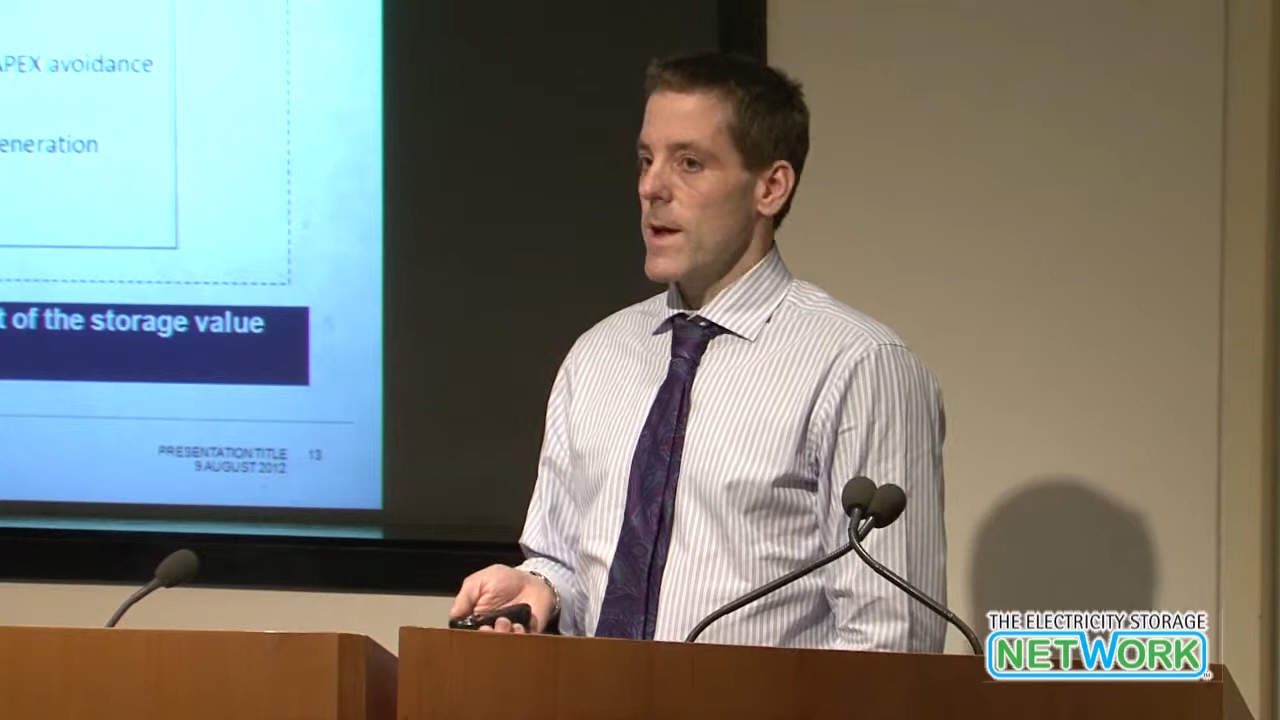 APEX avoidance
eneration
t of the storage value
PRESENTATION TITLE 13
9 AUGUST 2012
THE ELECTRICITY STORAGE
NETWORK